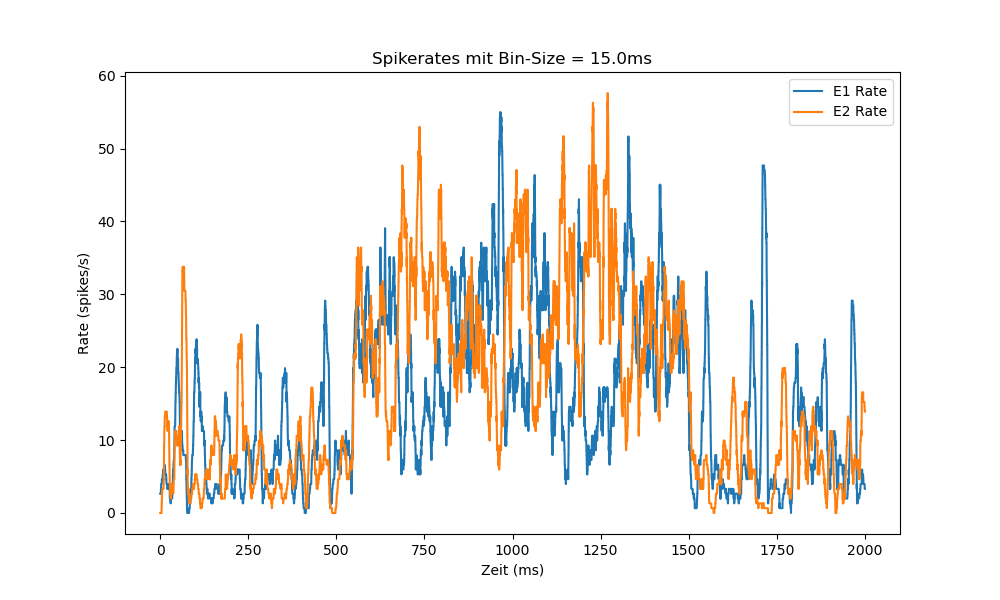 Spikerates mit Bin-Size = 15.0ms
E1 Rate
E2 Rate
Rate (spikes/s)
60
50
40
30
20
10
0
0 250 500 750 1000 1250 1500 1750 2000
Zeit (ms)